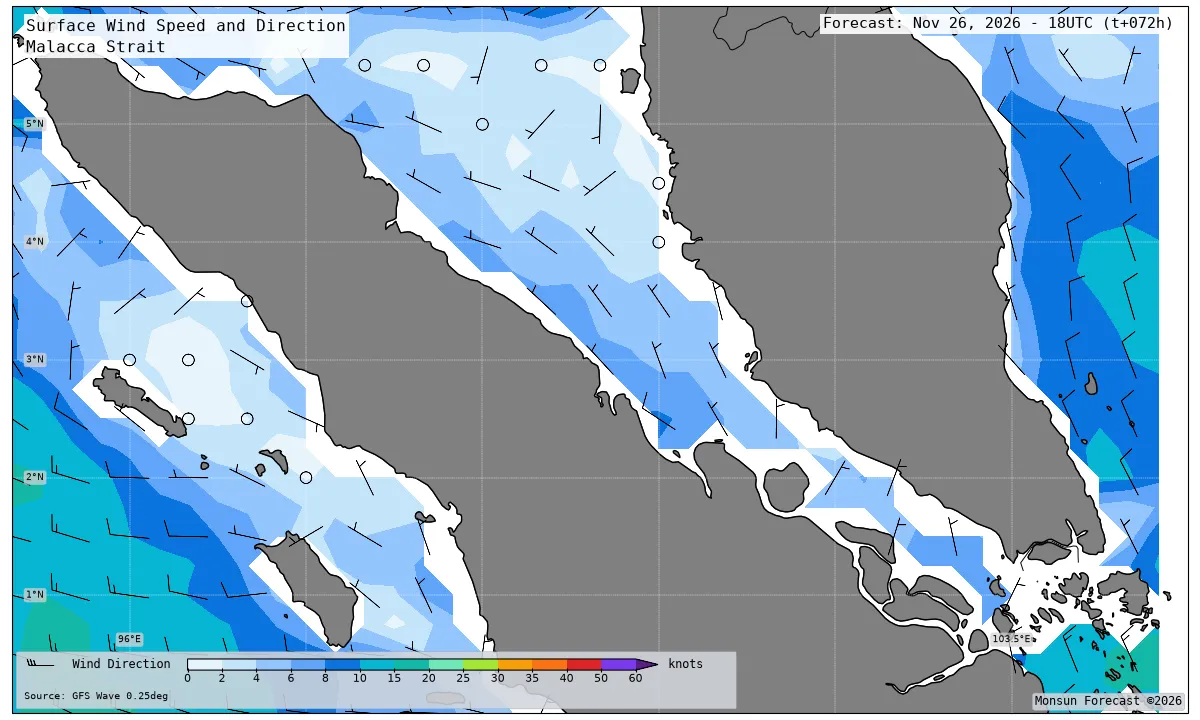 Surface Wind Speed and Direction
Malacca Strait
Forecast: Nov 26, 2026 - 18UTC (t+072h)
5°N
4°N
3°N
2°N
1°N
96°E
103.5°E
Wind Direction
0 2 4 6 8 10 15 20 25 30 35 40 50 60
knots
Source: GFS Wave 0.25deg
Monsun Forecast ©2026